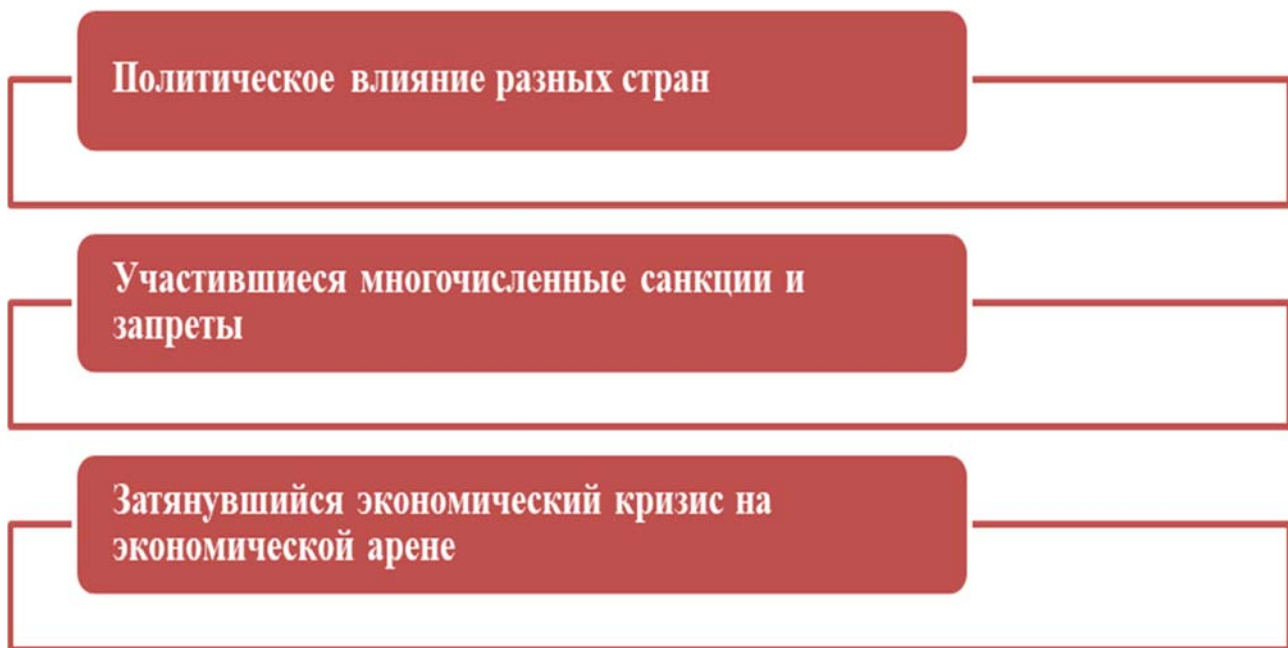 Политическое влияние разных стран
Участившиеся многочисленные санкции и
запреты
Затянувшийся экономический кризис на
экономической арене